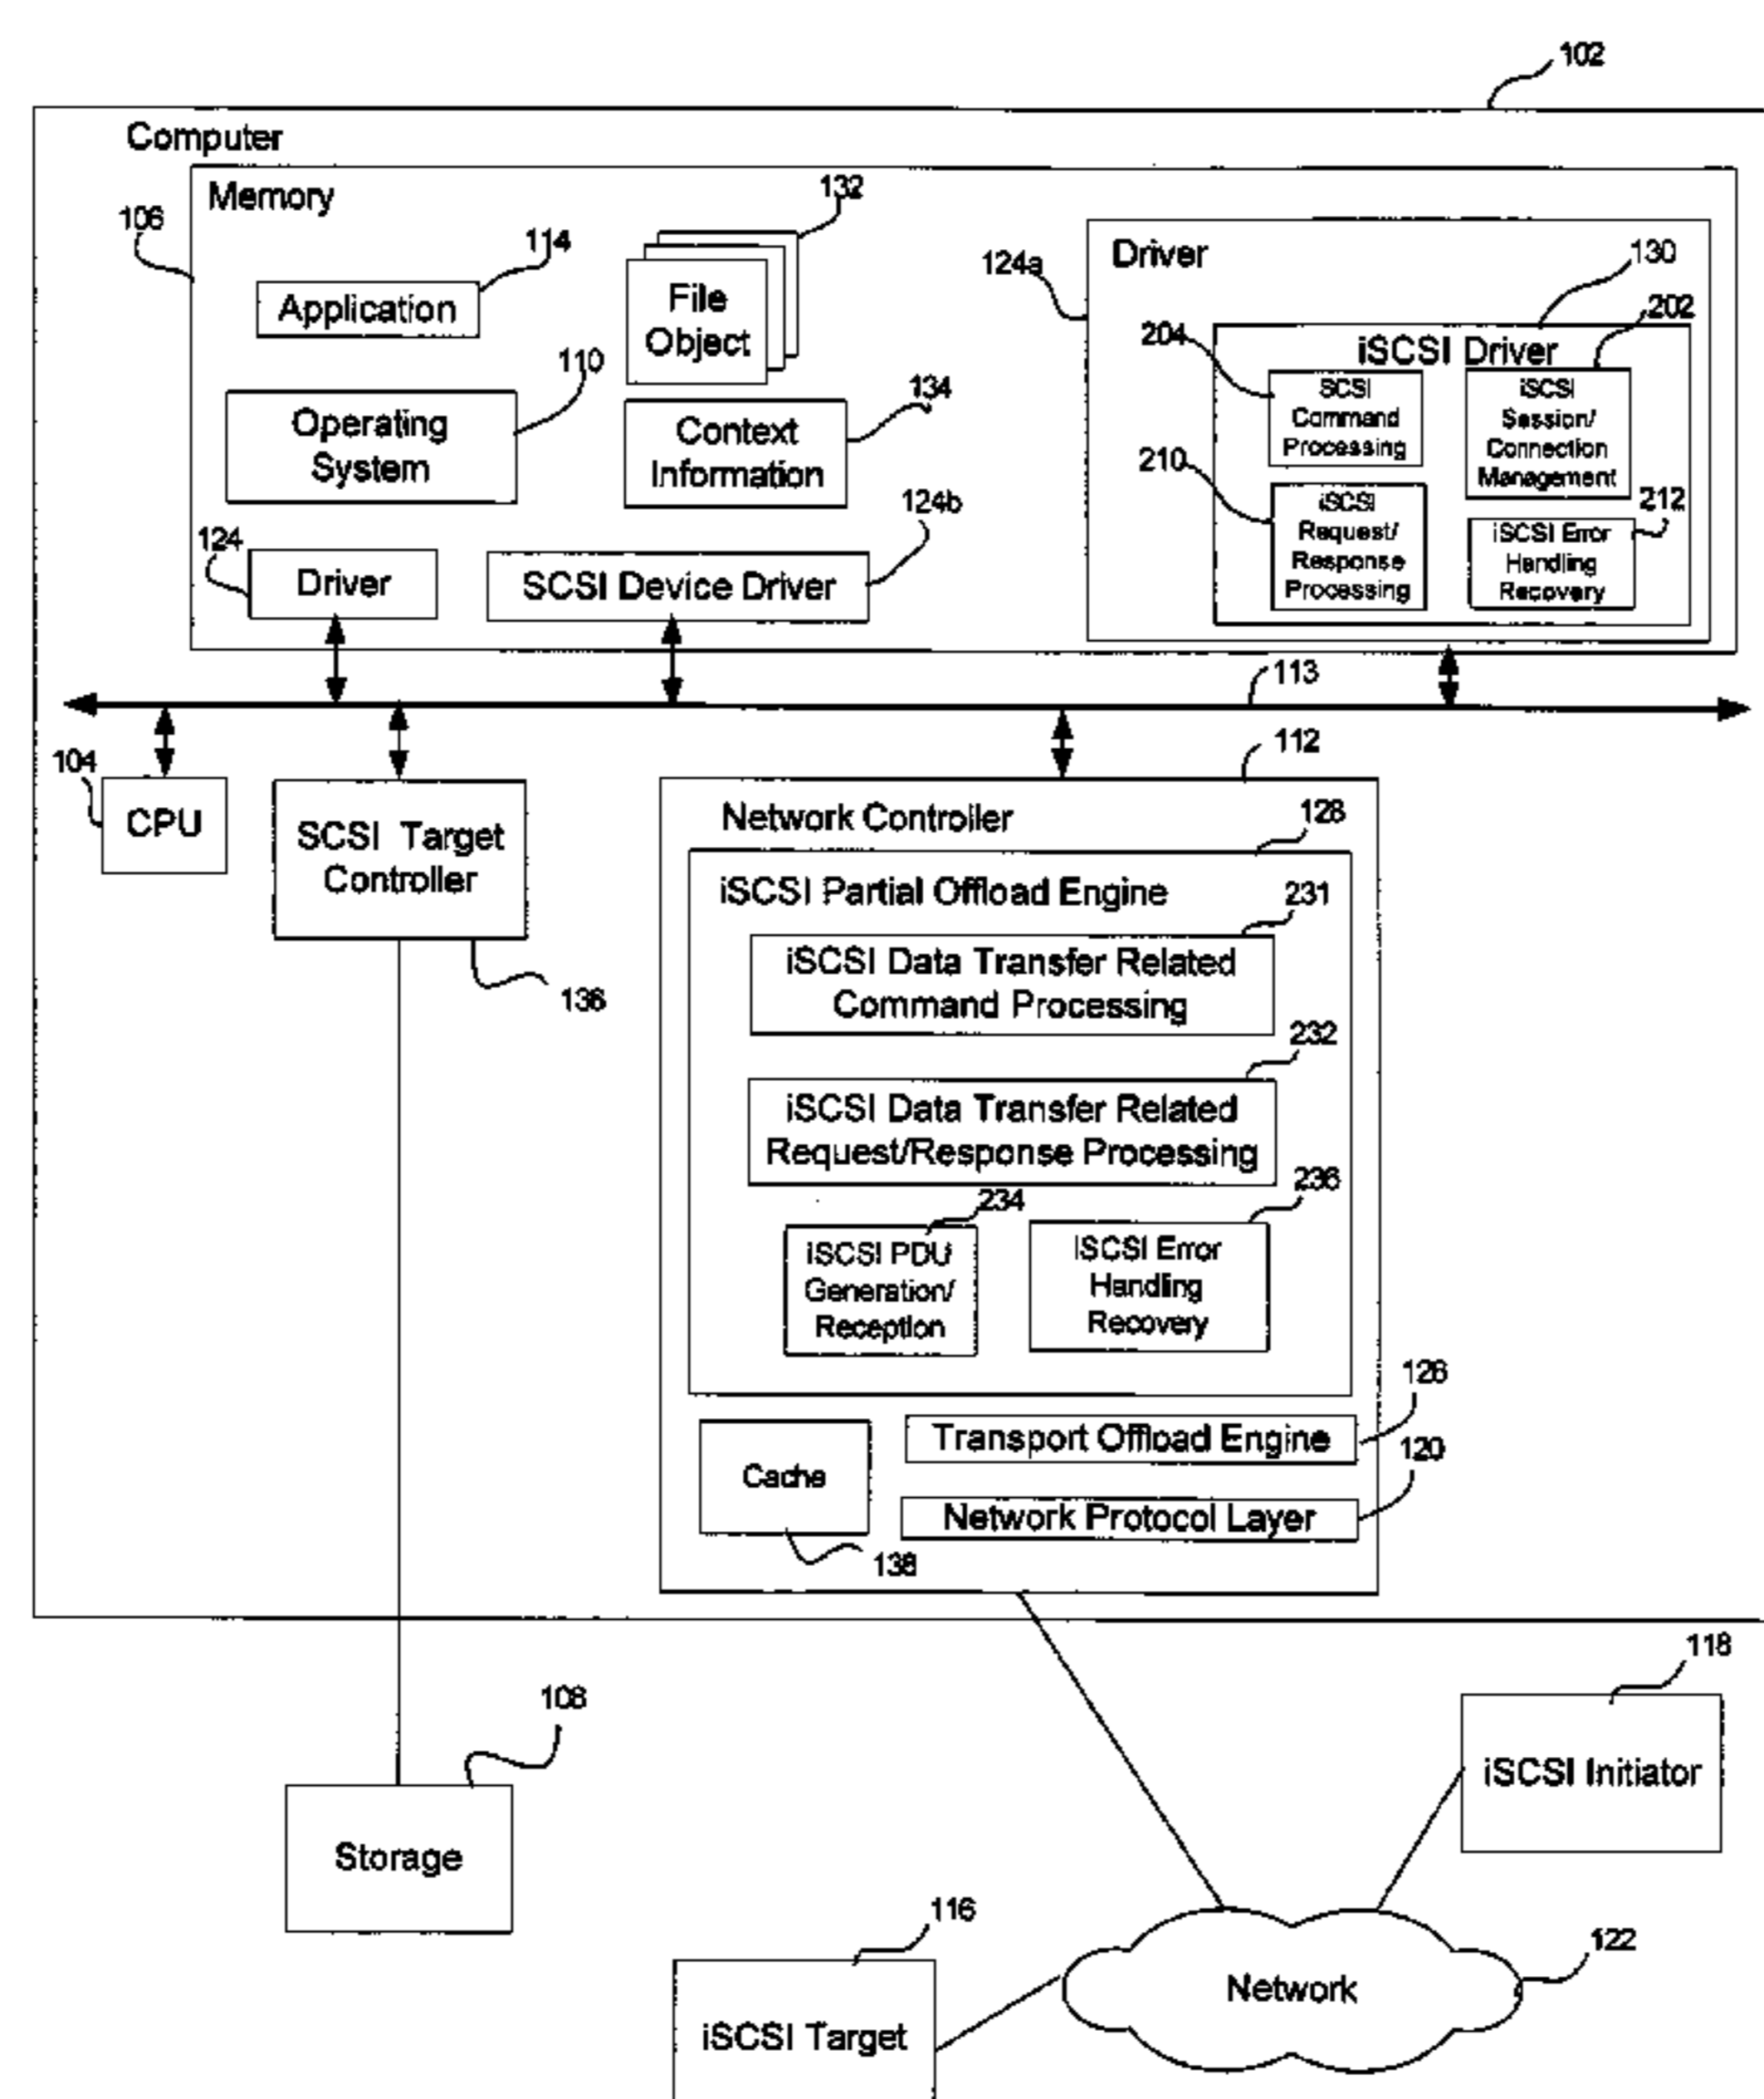 102
Computer
Memory
106
132
114
Application
File
Object
110
Operating
System
134
Context
Information
124
Driver
124b
SCSI Device Driver
124a
Driver
130
202
204
iSCSI Driver
SCSI
Command
Processing
iSCSI
Session/
Connection
Management
210
iSCSI
Request/
Response
Processing
212
iSCSI Error
Handling
Recovery
113
104
CPU
SCSI Target
Controller
136
112
Network Controller
128
iSCSI Partial Offload Engine
231
iSCSI Data Transfer Related
Command Processing
232
iSCSI Data Transfer Related
Request/Response Processing
234
iSCSI PDU
Generation/
Reception
236
iSCSI Error
Handling
Recovery
126
Transport Offload Engine
120
Cache
Network Protocol Layer
138
118
108
iSCSI Initiator
Storage
116
122
Network
iSCSI Target